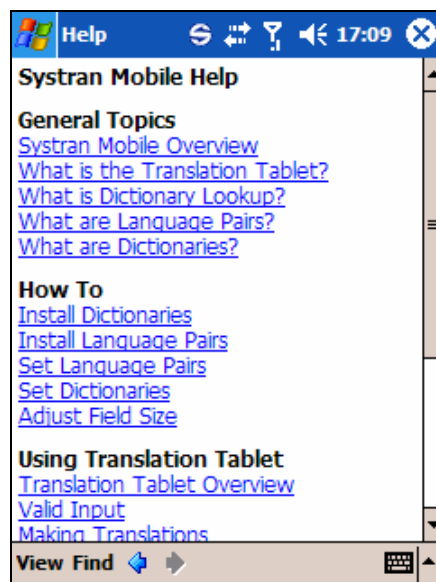 Help 17:09
Systran Mobile Help
General Topics
Systran Mobile Overview
What is the Translation Tablet?
What is Dictionary Lookup?
What are Language Pairs?
What are Dictionaries?
How To
Install Dictionaries
Install Language Pairs
Set Language Pairs
Set Dictionaries
Adjust Field Size
Using Translation Tablet
Translation Tablet Overview
Valid Input
Making Translations
View Find